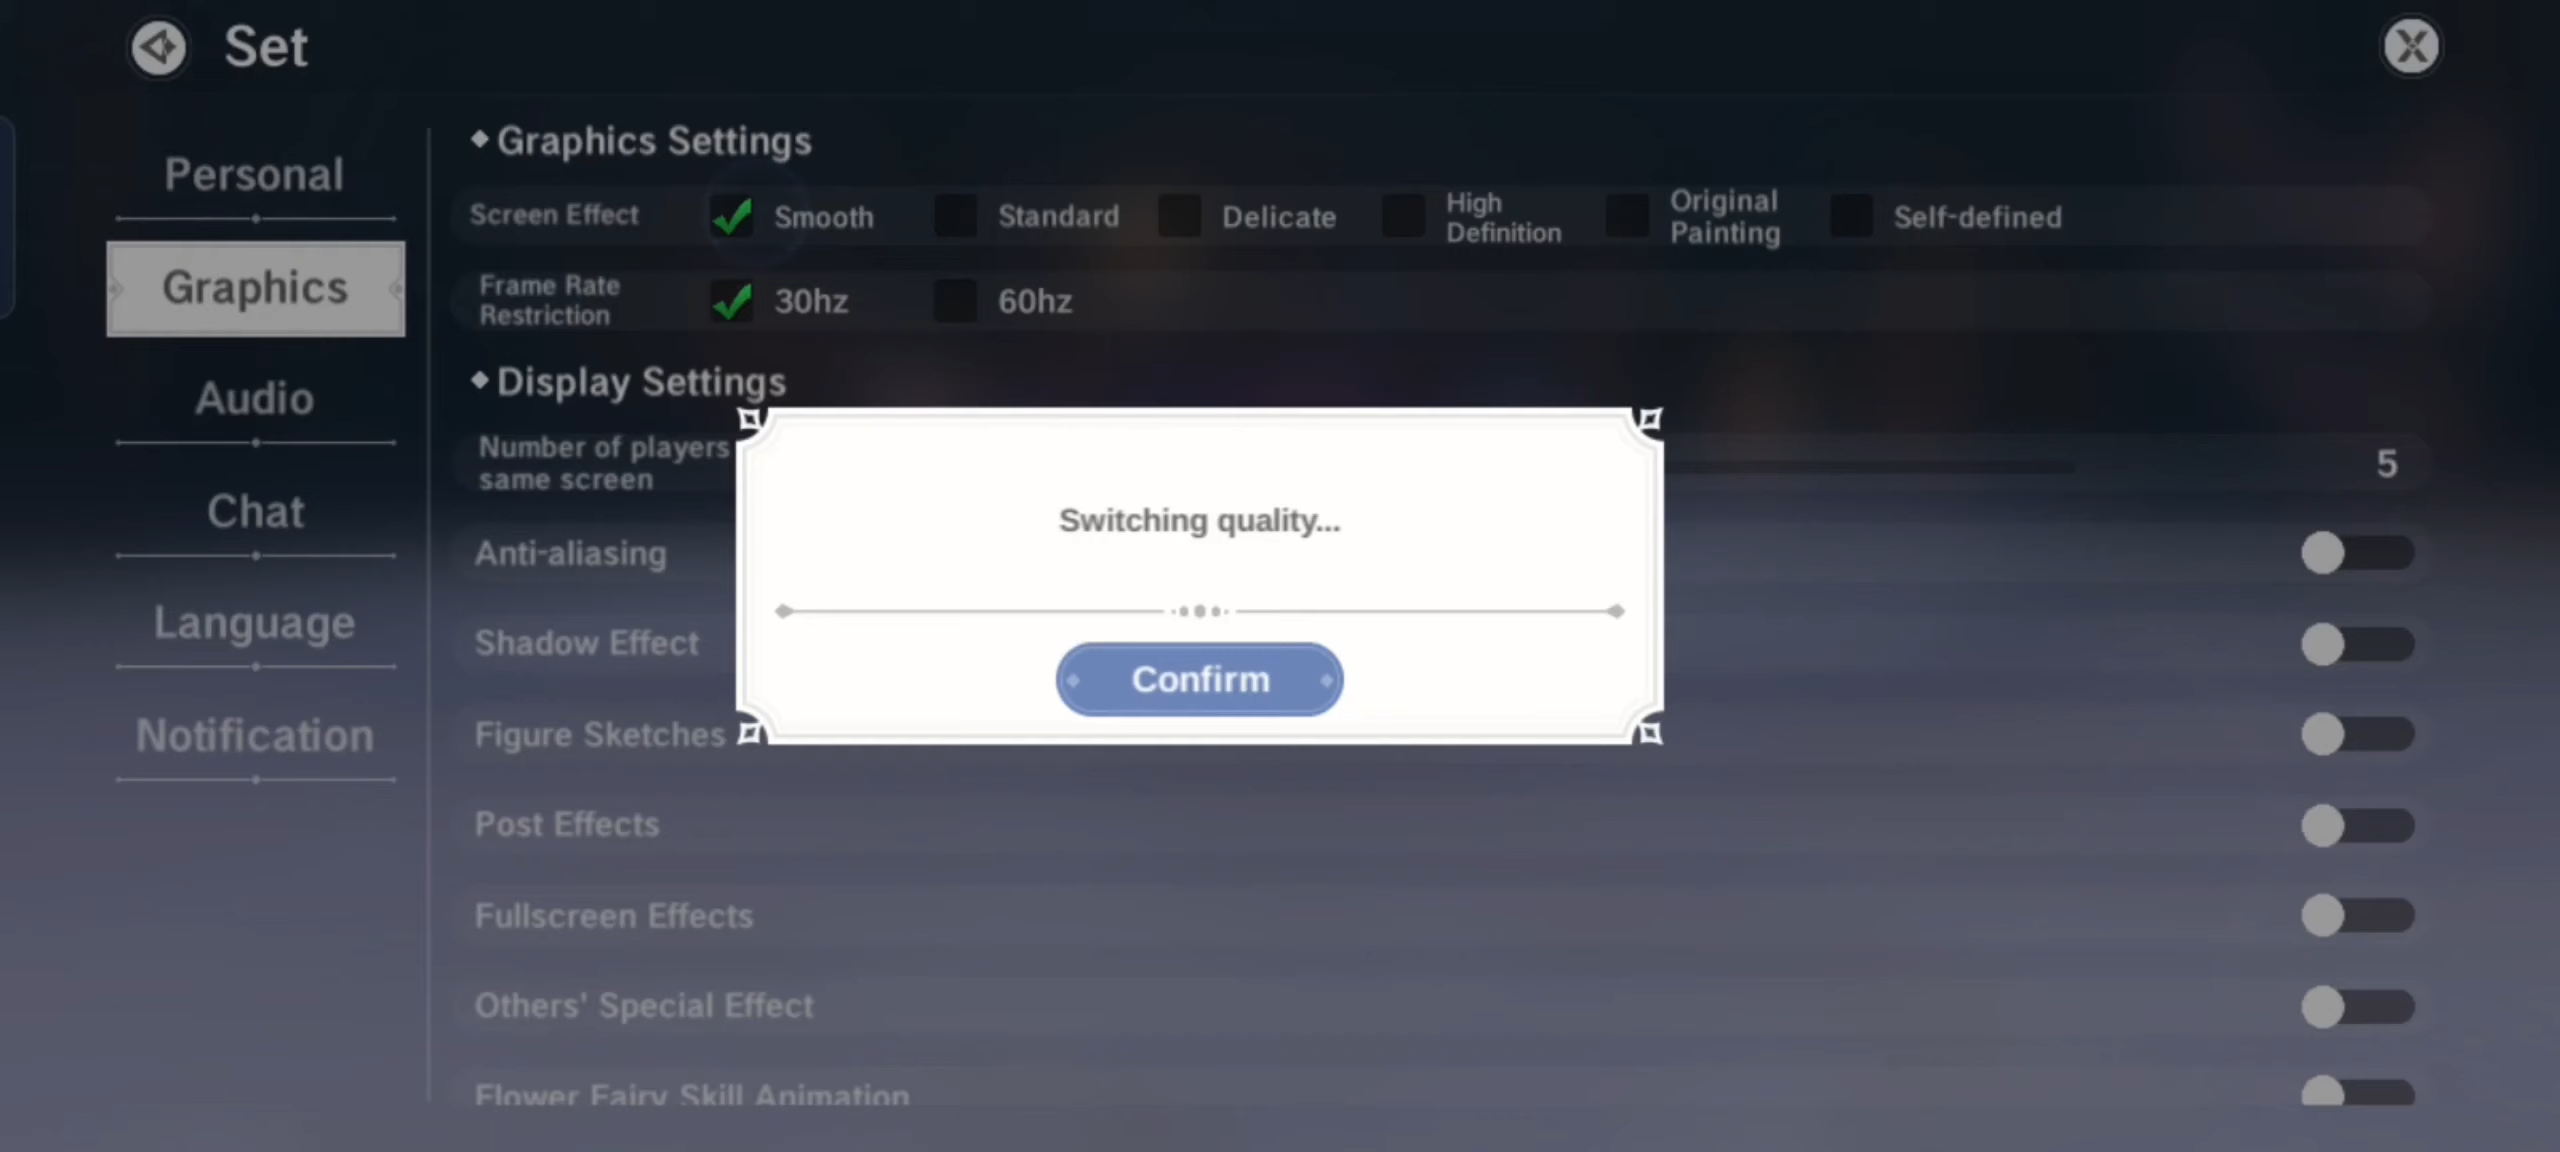 Set
Personal
Graphics
Audio
Chat
Language
Notification
Graphics Settings
Screen Effect
Smooth
Standard
Delicate
High
Definition
Original
Painting
Self-defined
Frame Rate
Restriction
30hz
60hz
Display Settings
Number of players
same screen
5
Anti-aliasing
Shadow Effect
Figure Sketches
Post Effects
Fullscreen Effects
Others' Special Effect
Flower Fairy Skill Animation
Switching quality...
Confirm